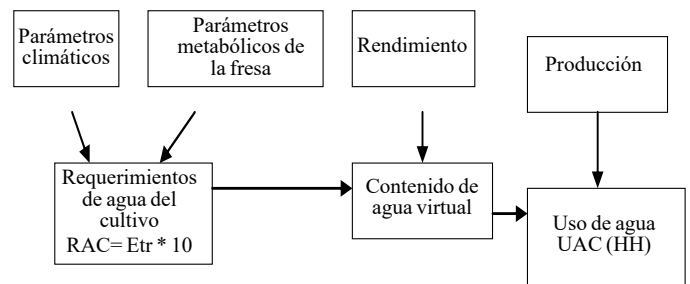 Parámetros
climáticos
Parámetros
metabólicos de
la fresa
Rendimiento
Producción
Requerimientos
de agua del
cultivo
RAC= Etr * 10
Contenido de
agua virtual
Uso de agua
UAC (HH)